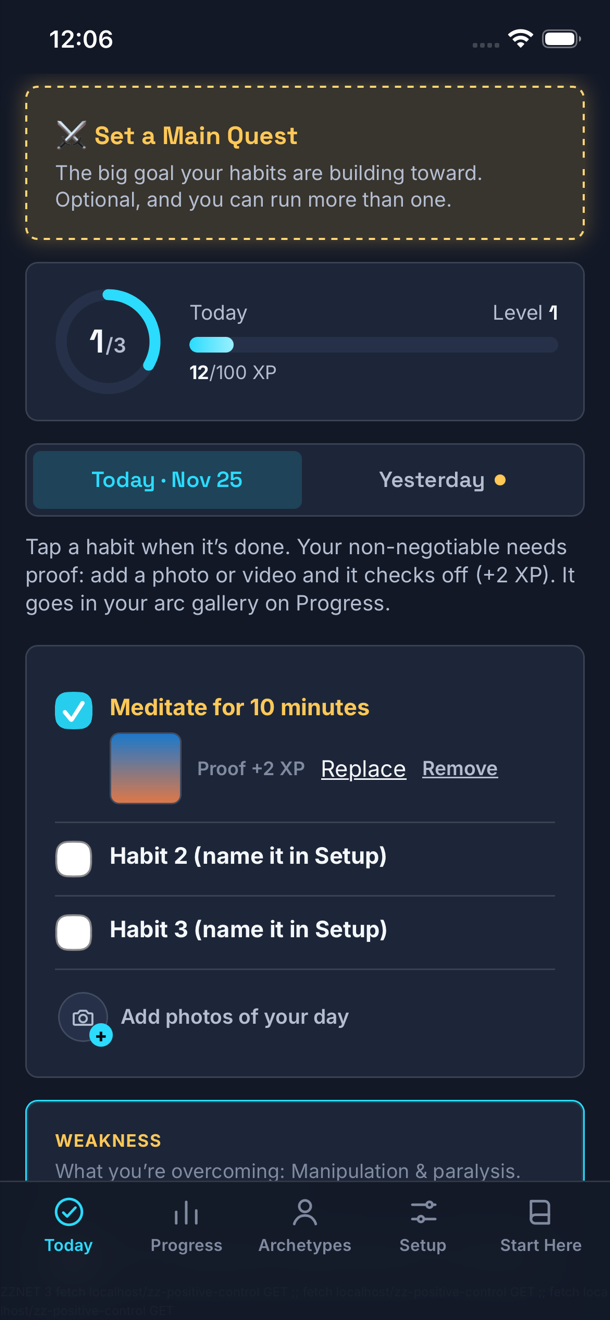 12:06
Set a Main Quest
The big goal your habits are building toward.
Optional, and you can run more than one.
1/3
Today
Level 1
12/100 XP
Today · Nov 25
Yesterday
Tap a habit when it’s done. Your non-negotiable needs
proof: add a photo or video and it checks off (+2 XP). It
goes in your arc gallery on Progress.
Meditate for 10 minutes
Proof +2 XP
Replace
Remove
Habit 2 (name it in Setup)
Habit 3 (name it in Setup)
Add photos of your day
WEAKNESS
What you’re overcoming: Manipulation & paralysis.
Today
Progress
Archetypes
Setup
Start Here